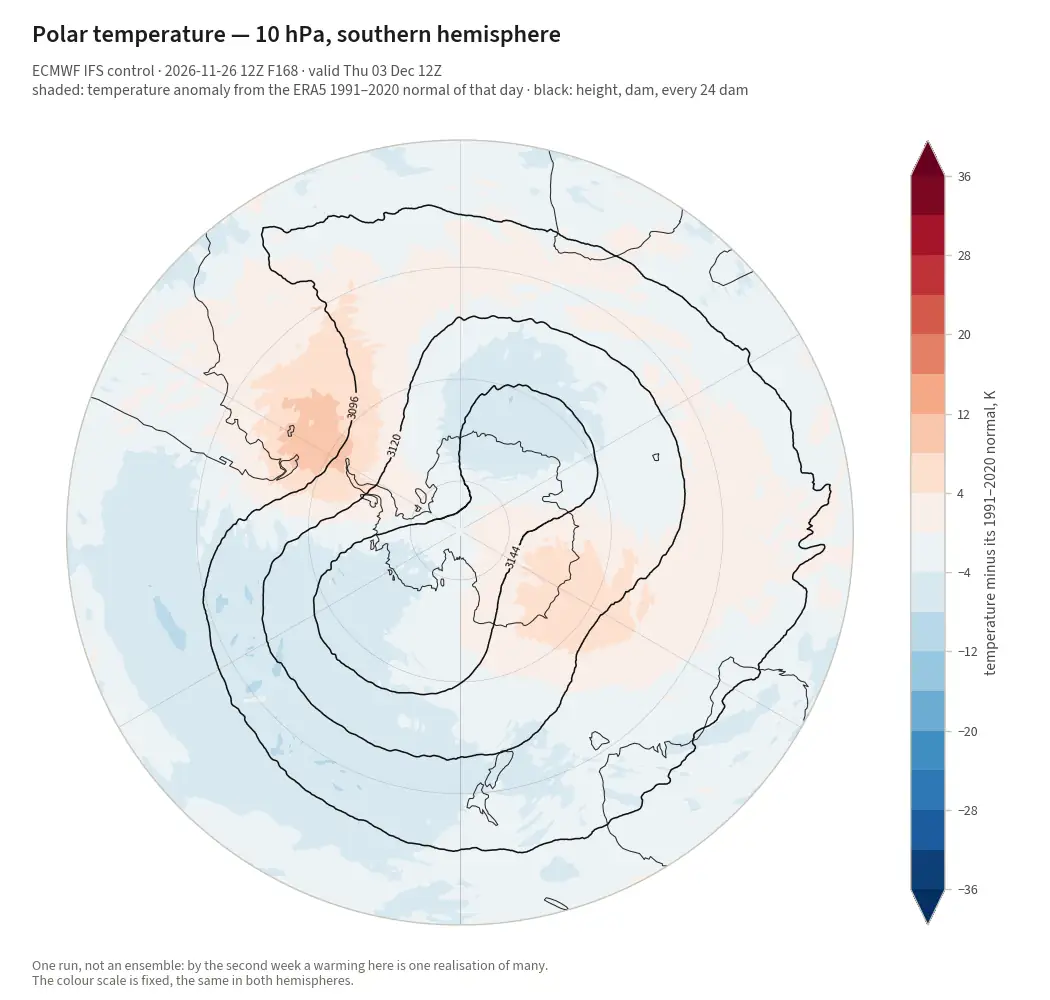 Polar temperature — 10 hPa, southern hemisphere
ECMWF IFS control · 2026-11-26 12Z F168 · valid Thu 03 Dec 12Z
shaded: temperature anomaly from the ERA5 1991–2020 normal of that day · black: height, dam, every 24 dam
36
28
20
12
4
−4
−12
−20
−28
−36
temperature minus its 1991–2020 normal, K
3096
3120
3144
One run, not an ensemble: by the second week a warming here is one realisation of many.
The colour scale is fixed, the same in both hemispheres.